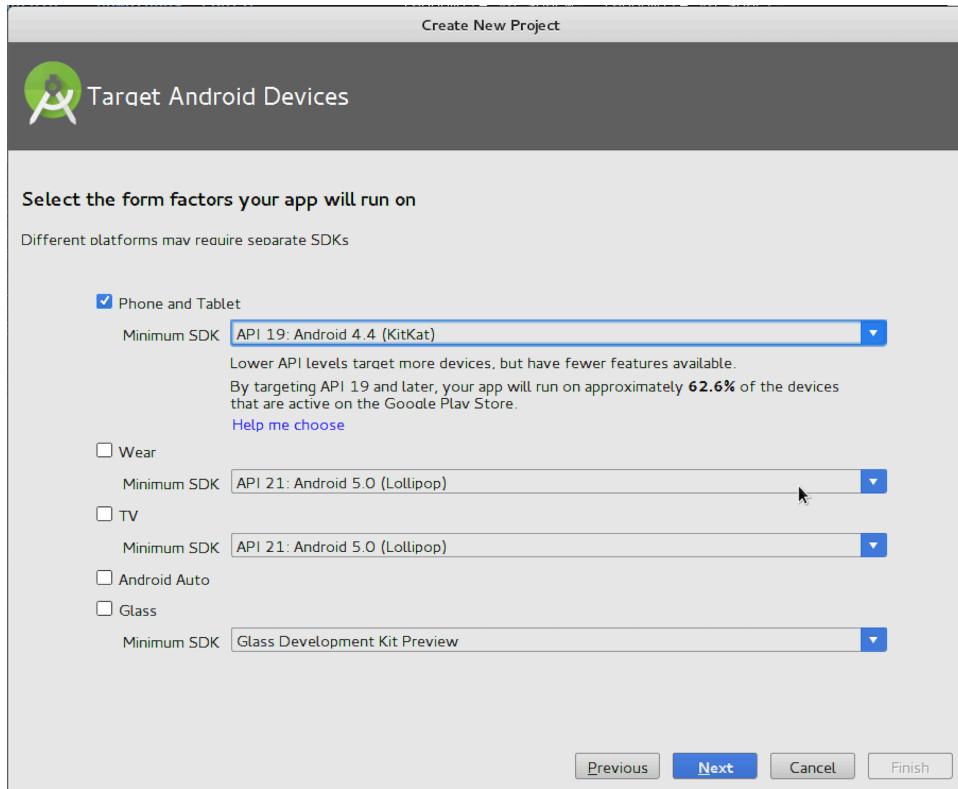 Create New Project
Target Android Devices
Select the form factors your app will run on
Different platforms may require separate SDKs
Phone and Tablet
Minimum SDK API 19: Android 4.4 (KitKat)
Lower API levels target more devices, but have fewer features available.
By targeting API 19 and later, your app will run on approximately 62.6% of the devices
that are active on the Google Play Store.
Help me choose
Wear
Minimum SDK API 21: Android 5.0 (Lollipop)
TV
Minimum SDK API 21: Android 5.0 (Lollipop)
Android Auto
Glass
Minimum SDK Glass Development Kit Preview
Previous Next Cancel Finish